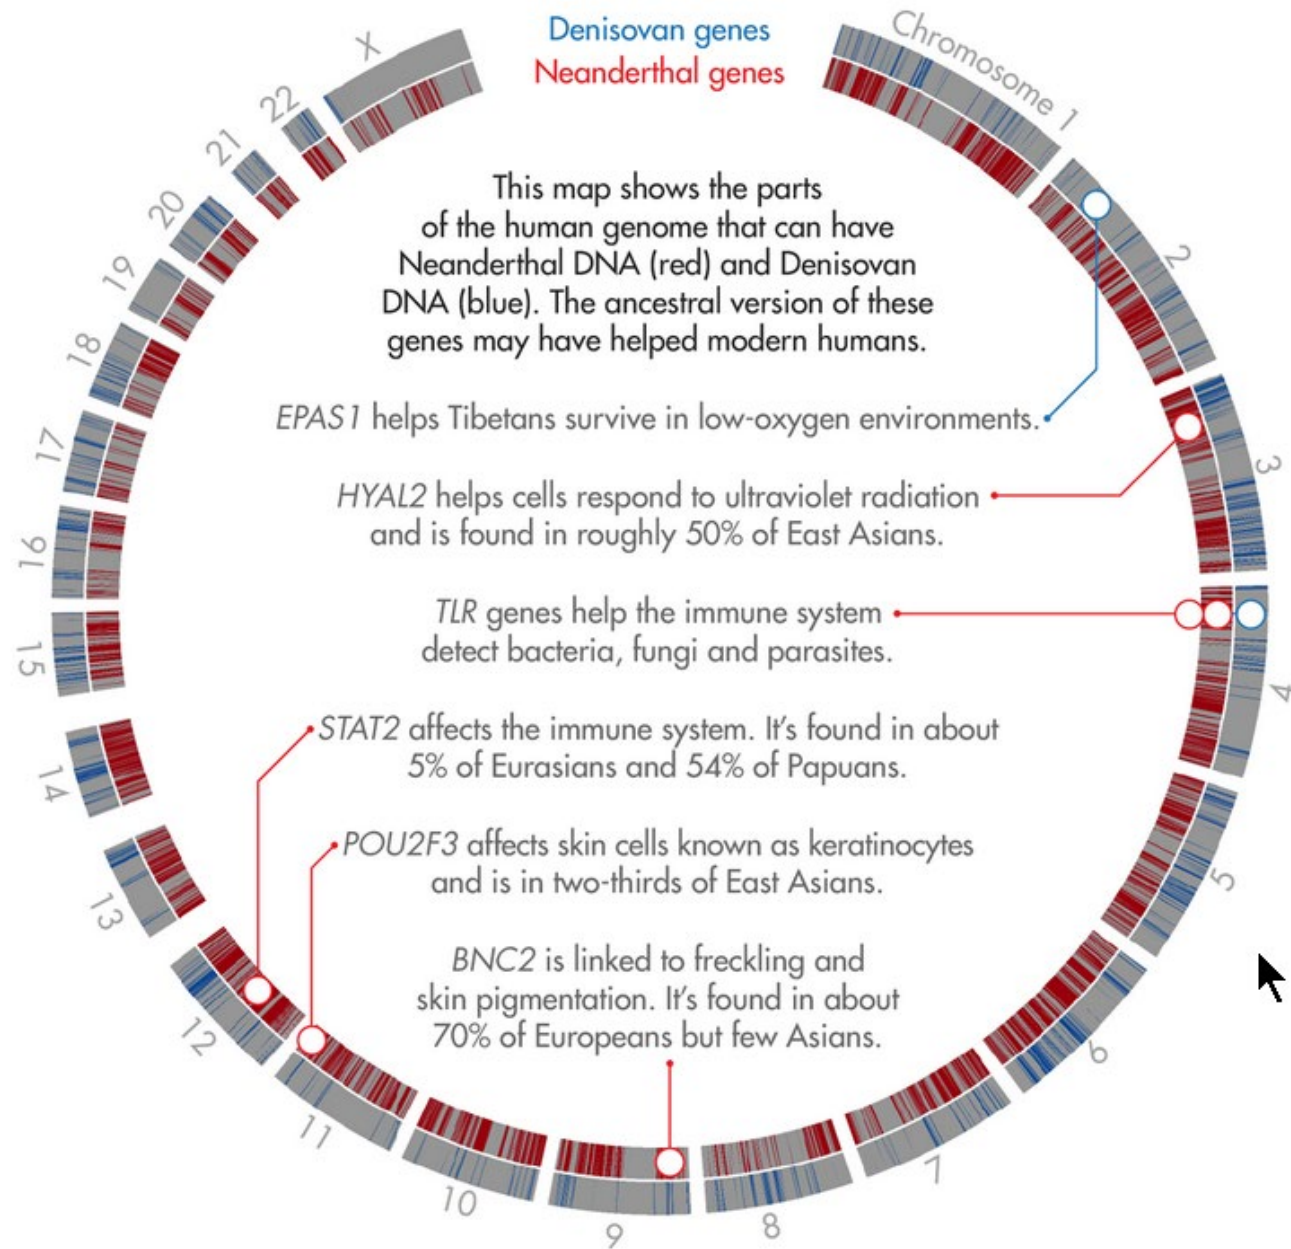 Denisovan genes
Neanderthal genes
Chromosome 1
2
3
4
5
6
7
8
9
10
11
12
13
14
15
16
17
18
19
20
21
22
X
This map shows the parts
of the human genome that can have
Neanderthal DNA (red) and Denisovan
DNA (blue). The ancestral version of these
genes may have helped modern humans.
EPAS1 helps Tibetans survive in low-oxygen environments.
HYAL2 helps cells respond to ultraviolet radiation
and is found in roughly 50% of East Asians.
TLR genes help the immune system
detect bacteria, fungi and parasites.
STAT2 affects the immune system. It's found in about
5% of Eurasians and 54% of Papuans.
POU2F3 affects skin cells known as keratinocytes
and is in two-thirds of East Asians.
BNC2 is linked to freckling and
skin pigmentation. It's found in about
70% of Europeans but few Asians.